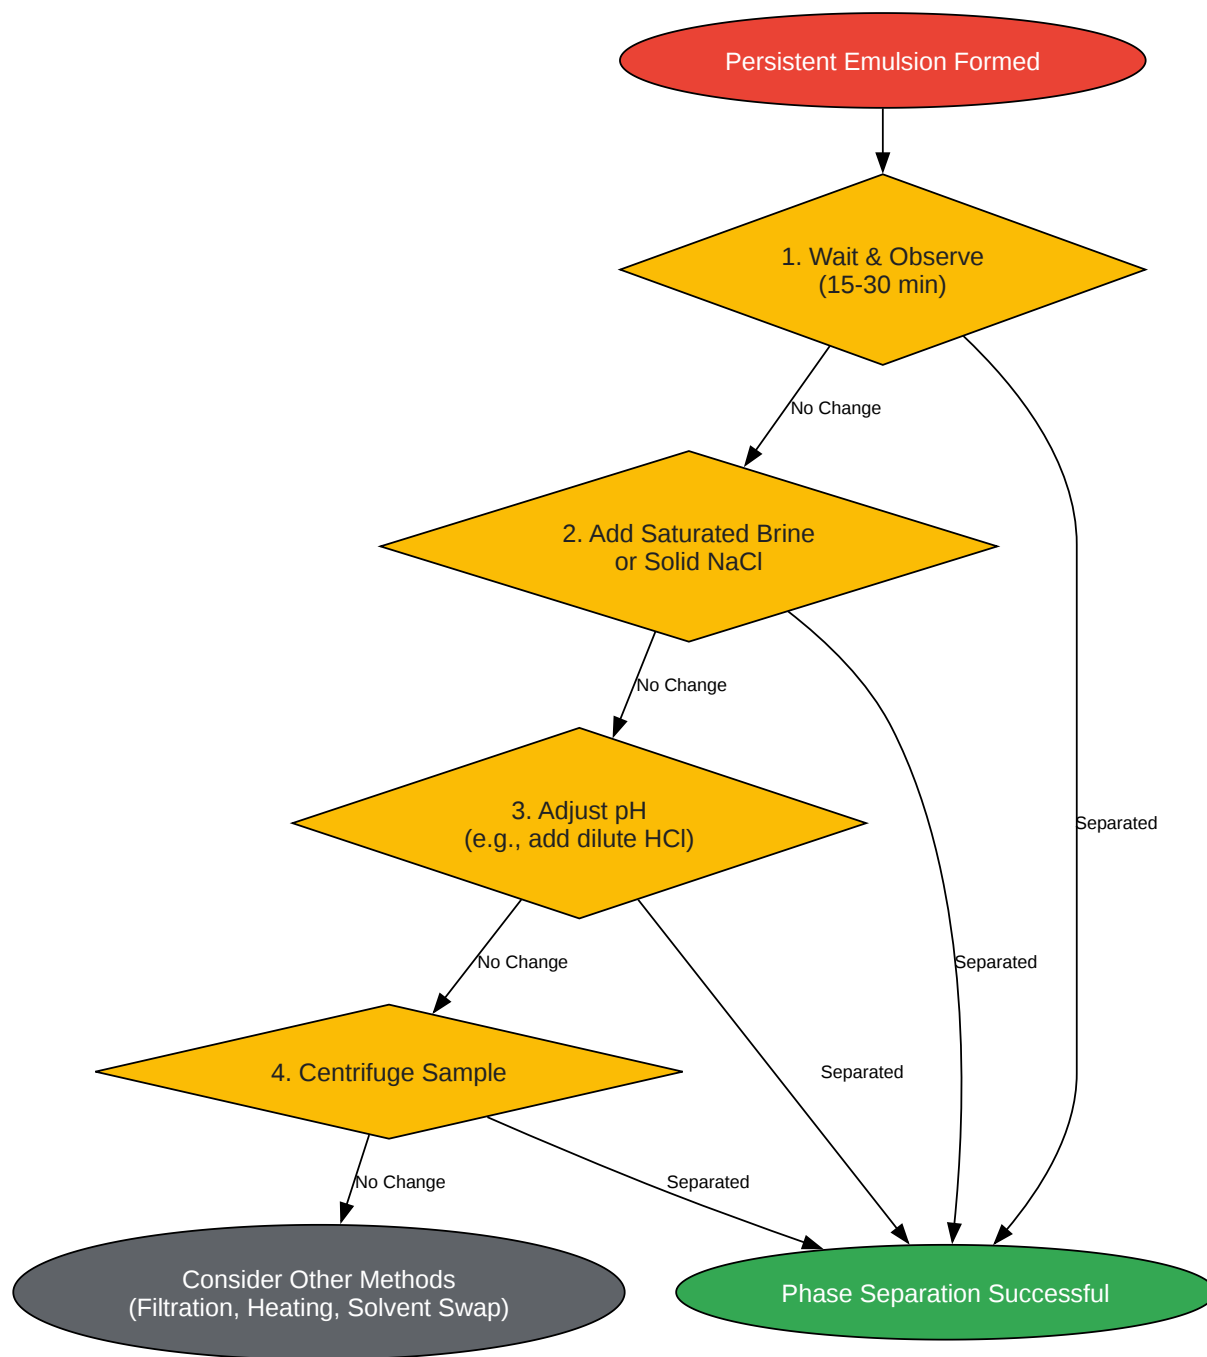 Persistent Emulsion Formed
1. Wait & Observe
(15-30 min)
No Change
2. Add Saturated Brine
or Solid NaCl
No Change
3. Adjust pH
(e.g., add dilute HCl)
Separated
No Change
Separated
4. Centrifuge Sample
Separated
No Change
Separated
Consider Other Methods
(Filtration, Heating, Solvent Swap)
Phase Separation Successful